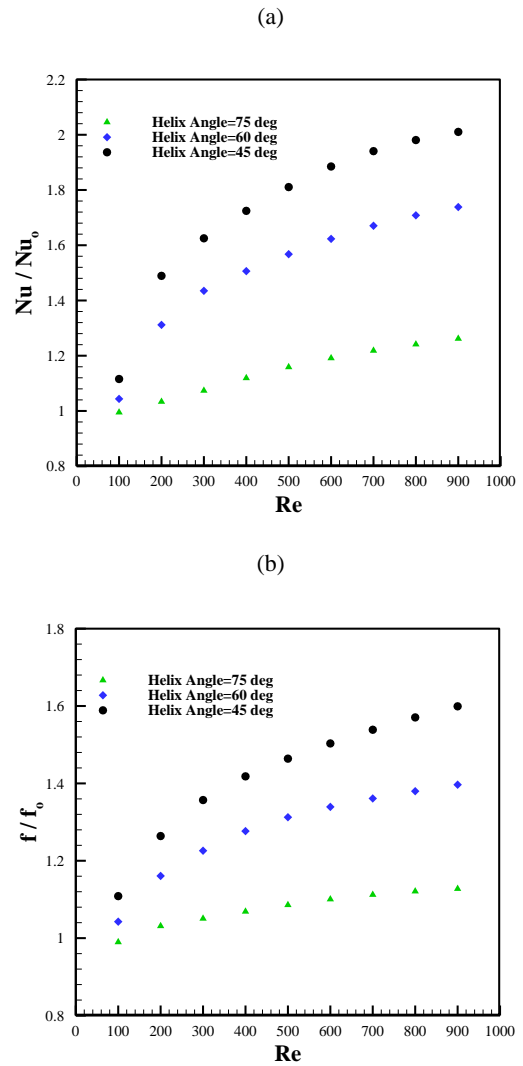 (a)
2.2
2
1.8
1.6
1.4
1.2
1
0.8
Nu / Nuo
Helix Angle=75 deg
Helix Angle=60 deg
Helix Angle=45 deg
0 100 200 300 400 500 600 700 800 900 1000
Re
(b)
1.8
1.6
1.4
1.2
1
0.8
f / fo
Helix Angle=75 deg
Helix Angle=60 deg
Helix Angle=45 deg
0 100 200 300 400 500 600 700 800 900 1000
Re